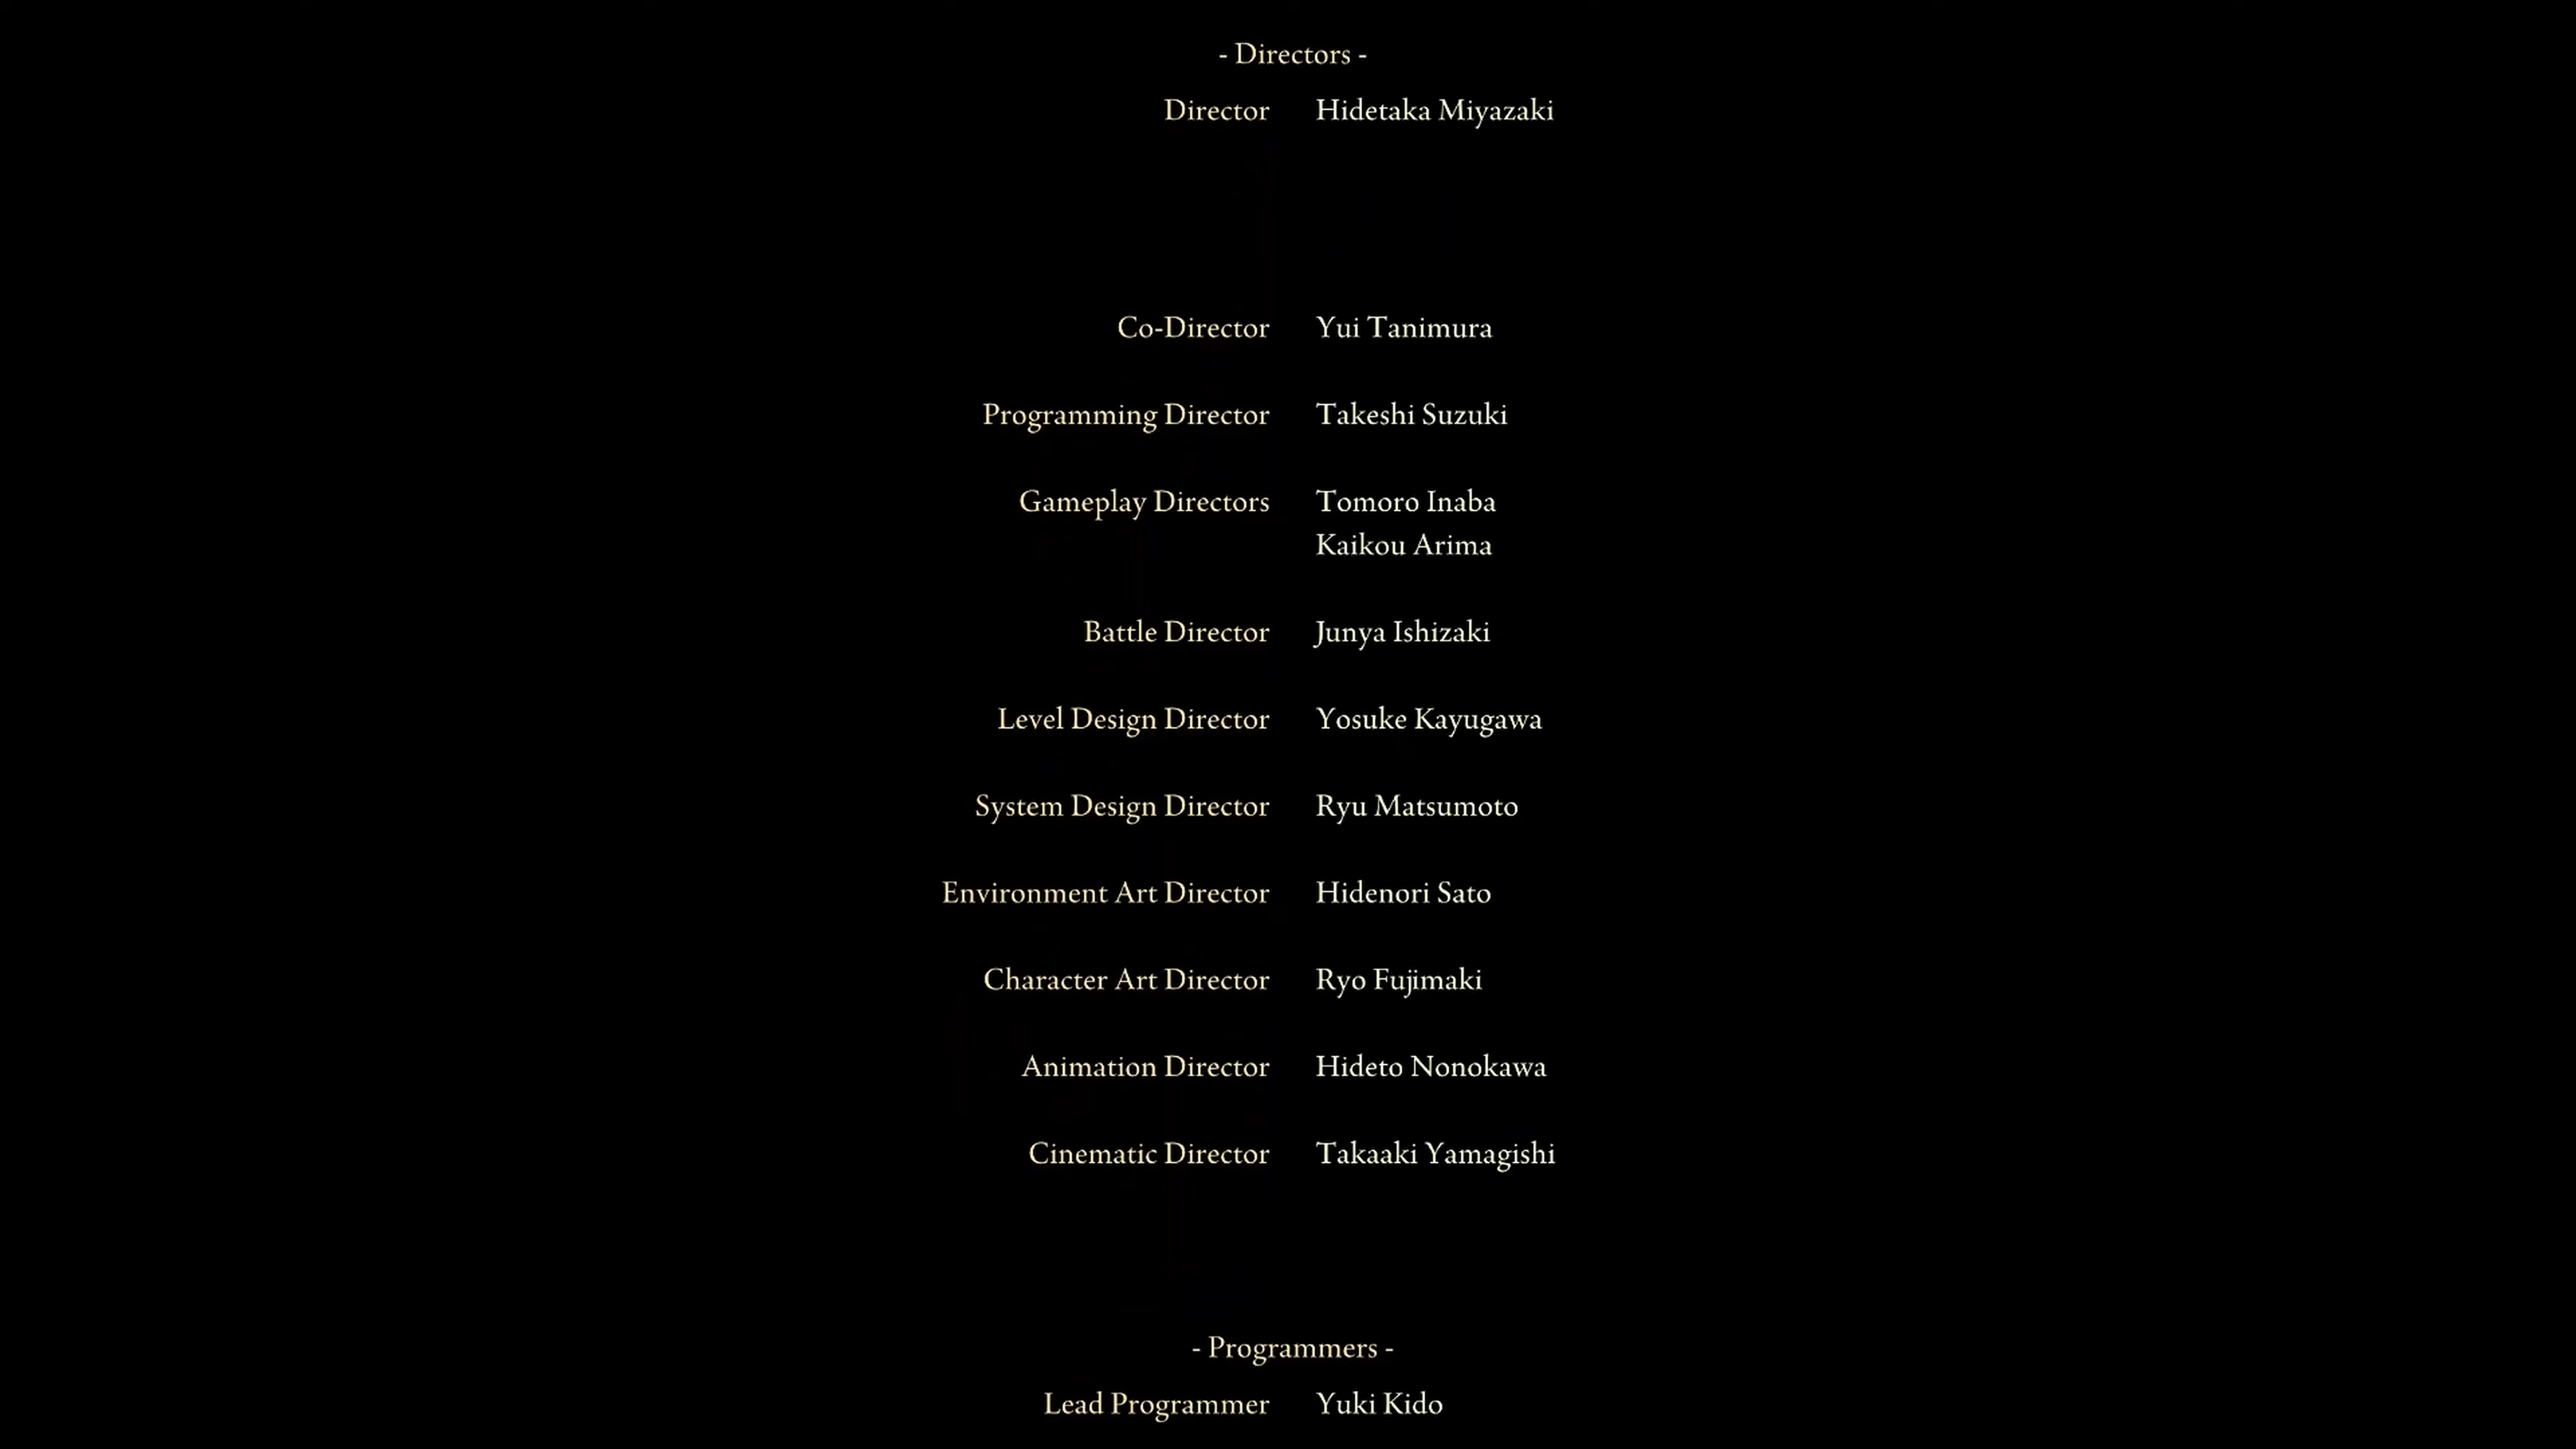 - Directors -
Director Hidetaka Miyazaki
Co-Director Yui Tanimura
Programming Director Takeshi Suzuki
Gameplay Directors Tomoro Inaba
Kaikou Arima
Battle Director Junya Ishizaki
Level Design Director Yosuke Kayugawa
System Design Director Ryu Matsumoto
Environment Art Director Hidenori Sato
Character Art Director Ryo Fujimaki
Animation Director Hideto Nonokawa
Cinematic Director Takaaki Yamagishi
- Programmers -
Lead Programmer Yuki Kido